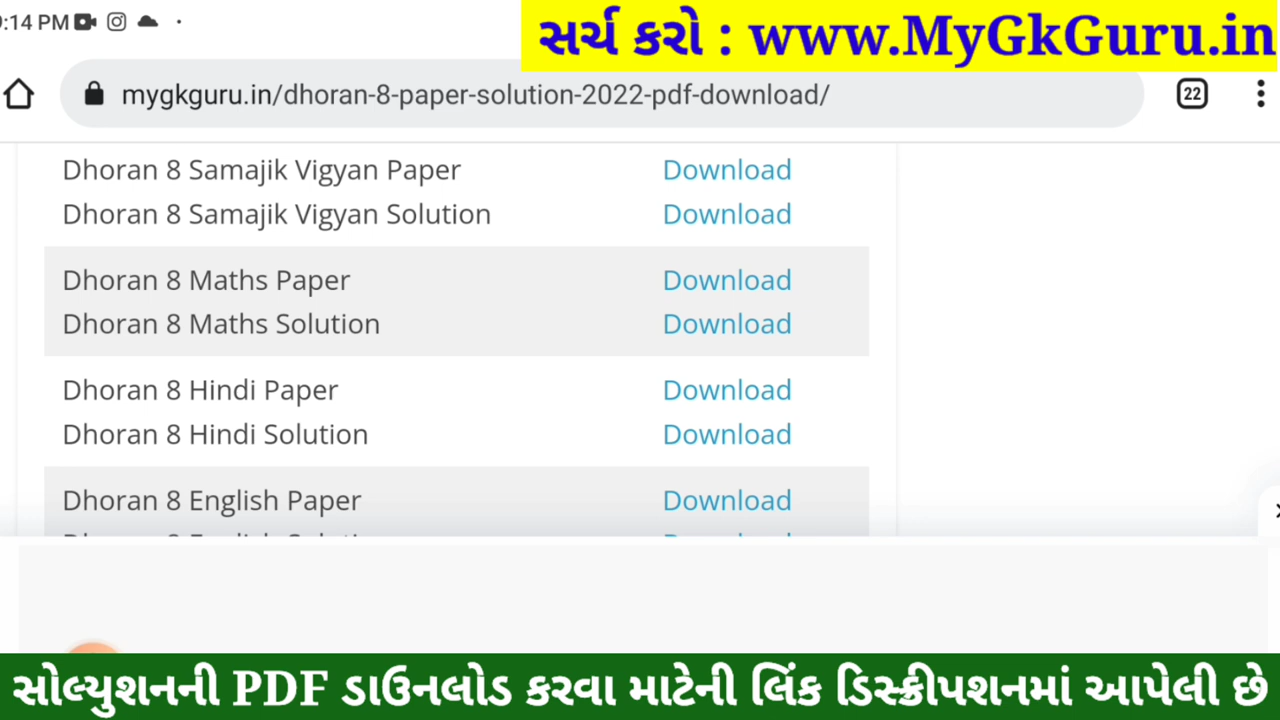 :14 PM
સર્ચ કરો : www.MyGkGuru.in
mygkguru.in/dhoran-8-paper-solution-2022-pdf-download/
22
Dhoran 8 Samajik Vigyan Paper Download
Dhoran 8 Samajik Vigyan Solution Download
Dhoran 8 Maths Paper Download
Dhoran 8 Maths Solution Download
Dhoran 8 Hindi Paper Download
Dhoran 8 Hindi Solution Download
Dhoran 8 English Paper Download
સોલ્યુશનની PDF ડાઉનલોડ કરવા માટેની લિંક ડિસ્ક્રીપશનમાં આપેલી છે